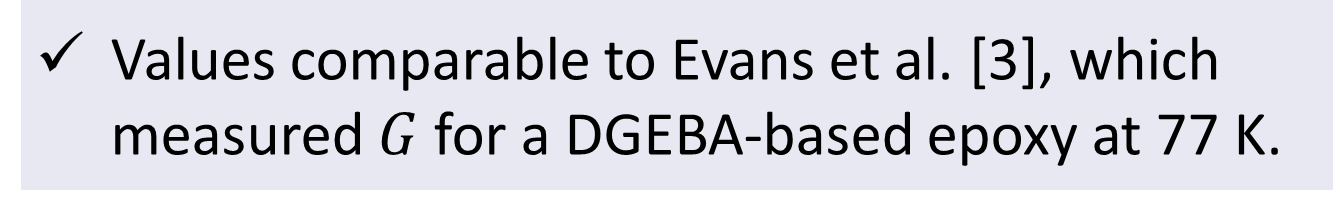 ✓ Values comparable to Evans et al. [3], which
measured G for a DGEBA-based epoxy at 77 K.